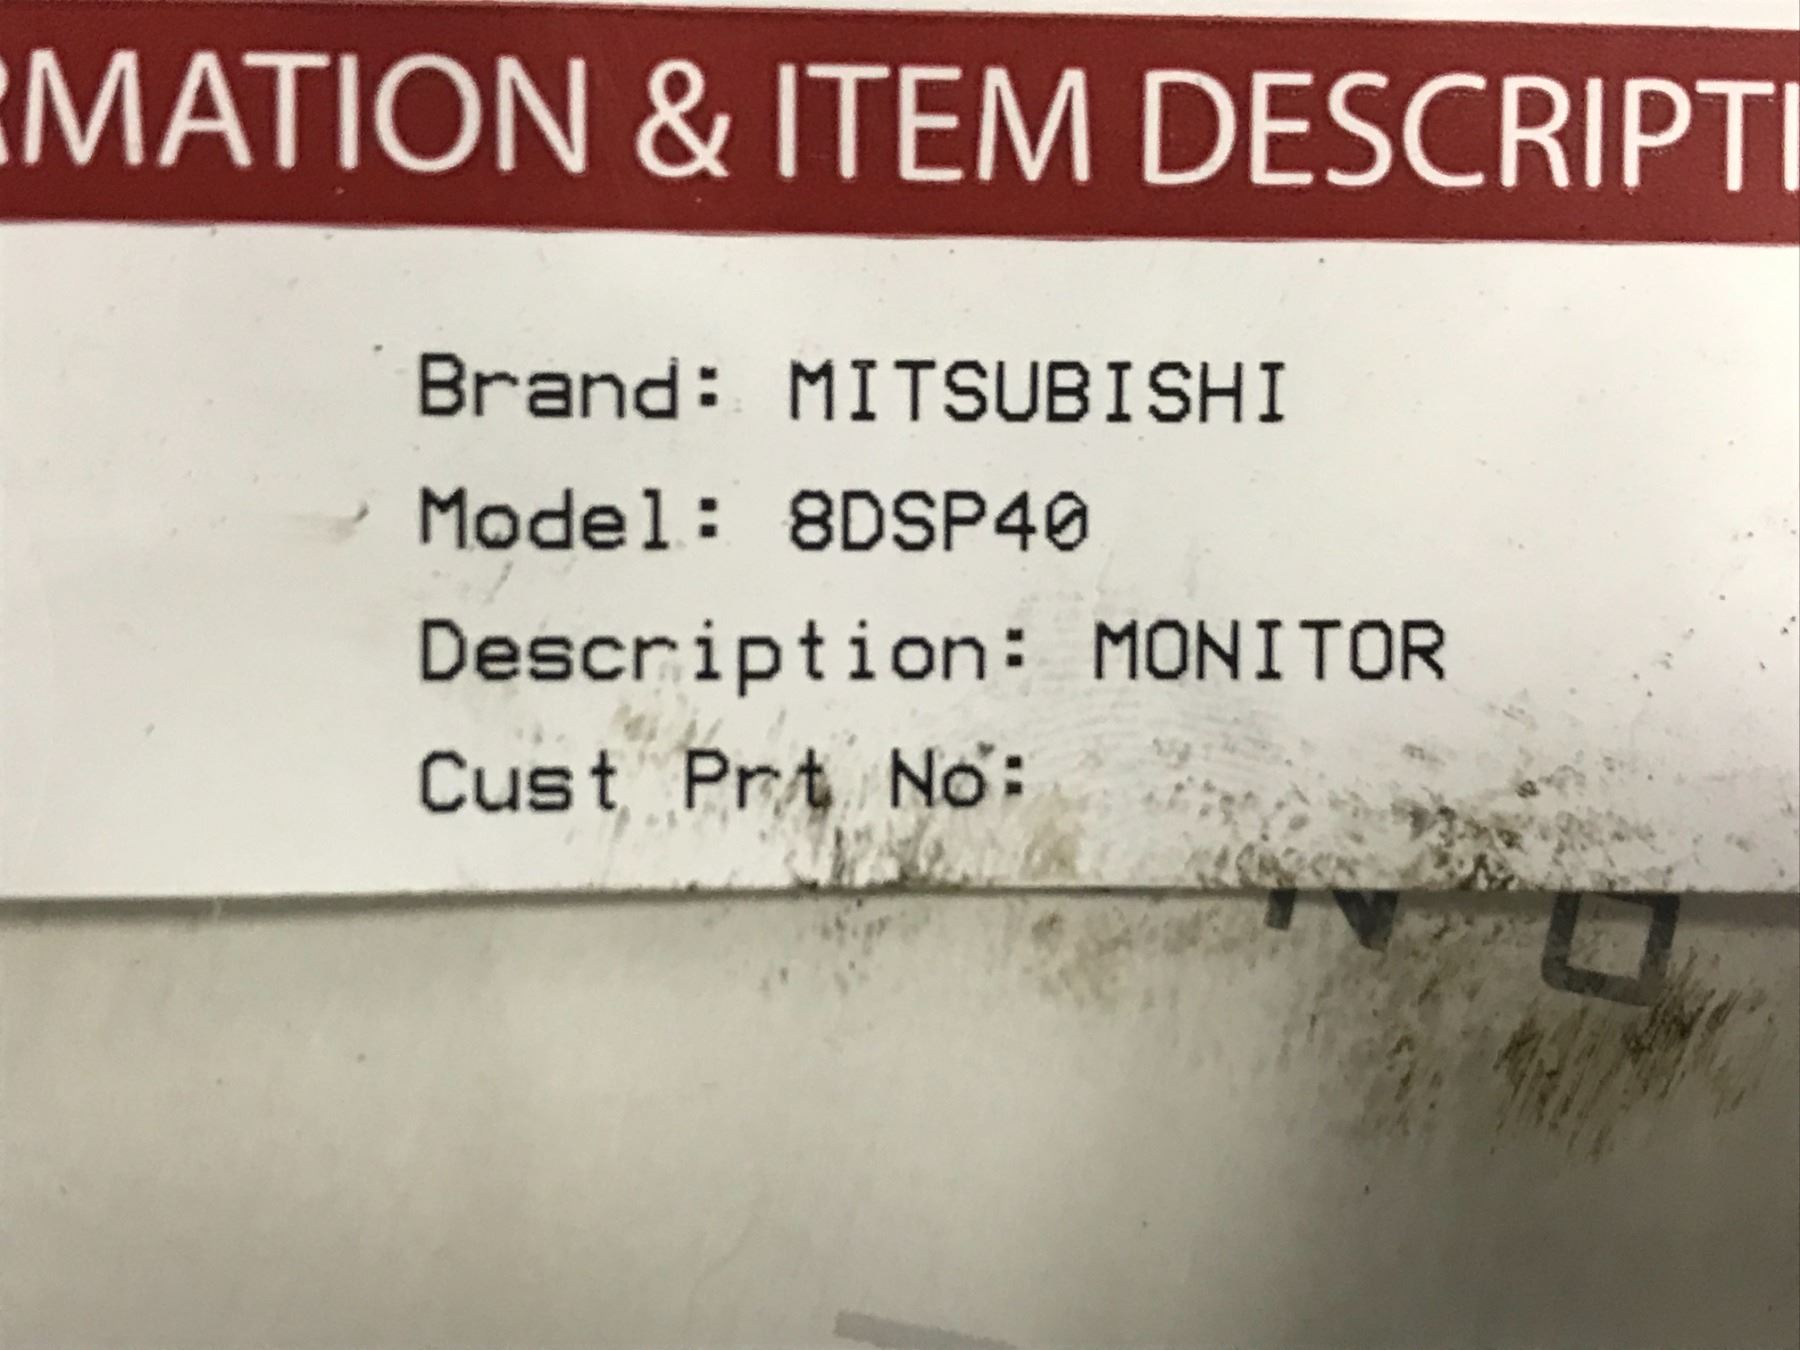 RMATION & ITEM DESCRIPTI
Brand: MITSUBISHI
Model: 8DSP40
Description: MONITOR
Cust Prt No: